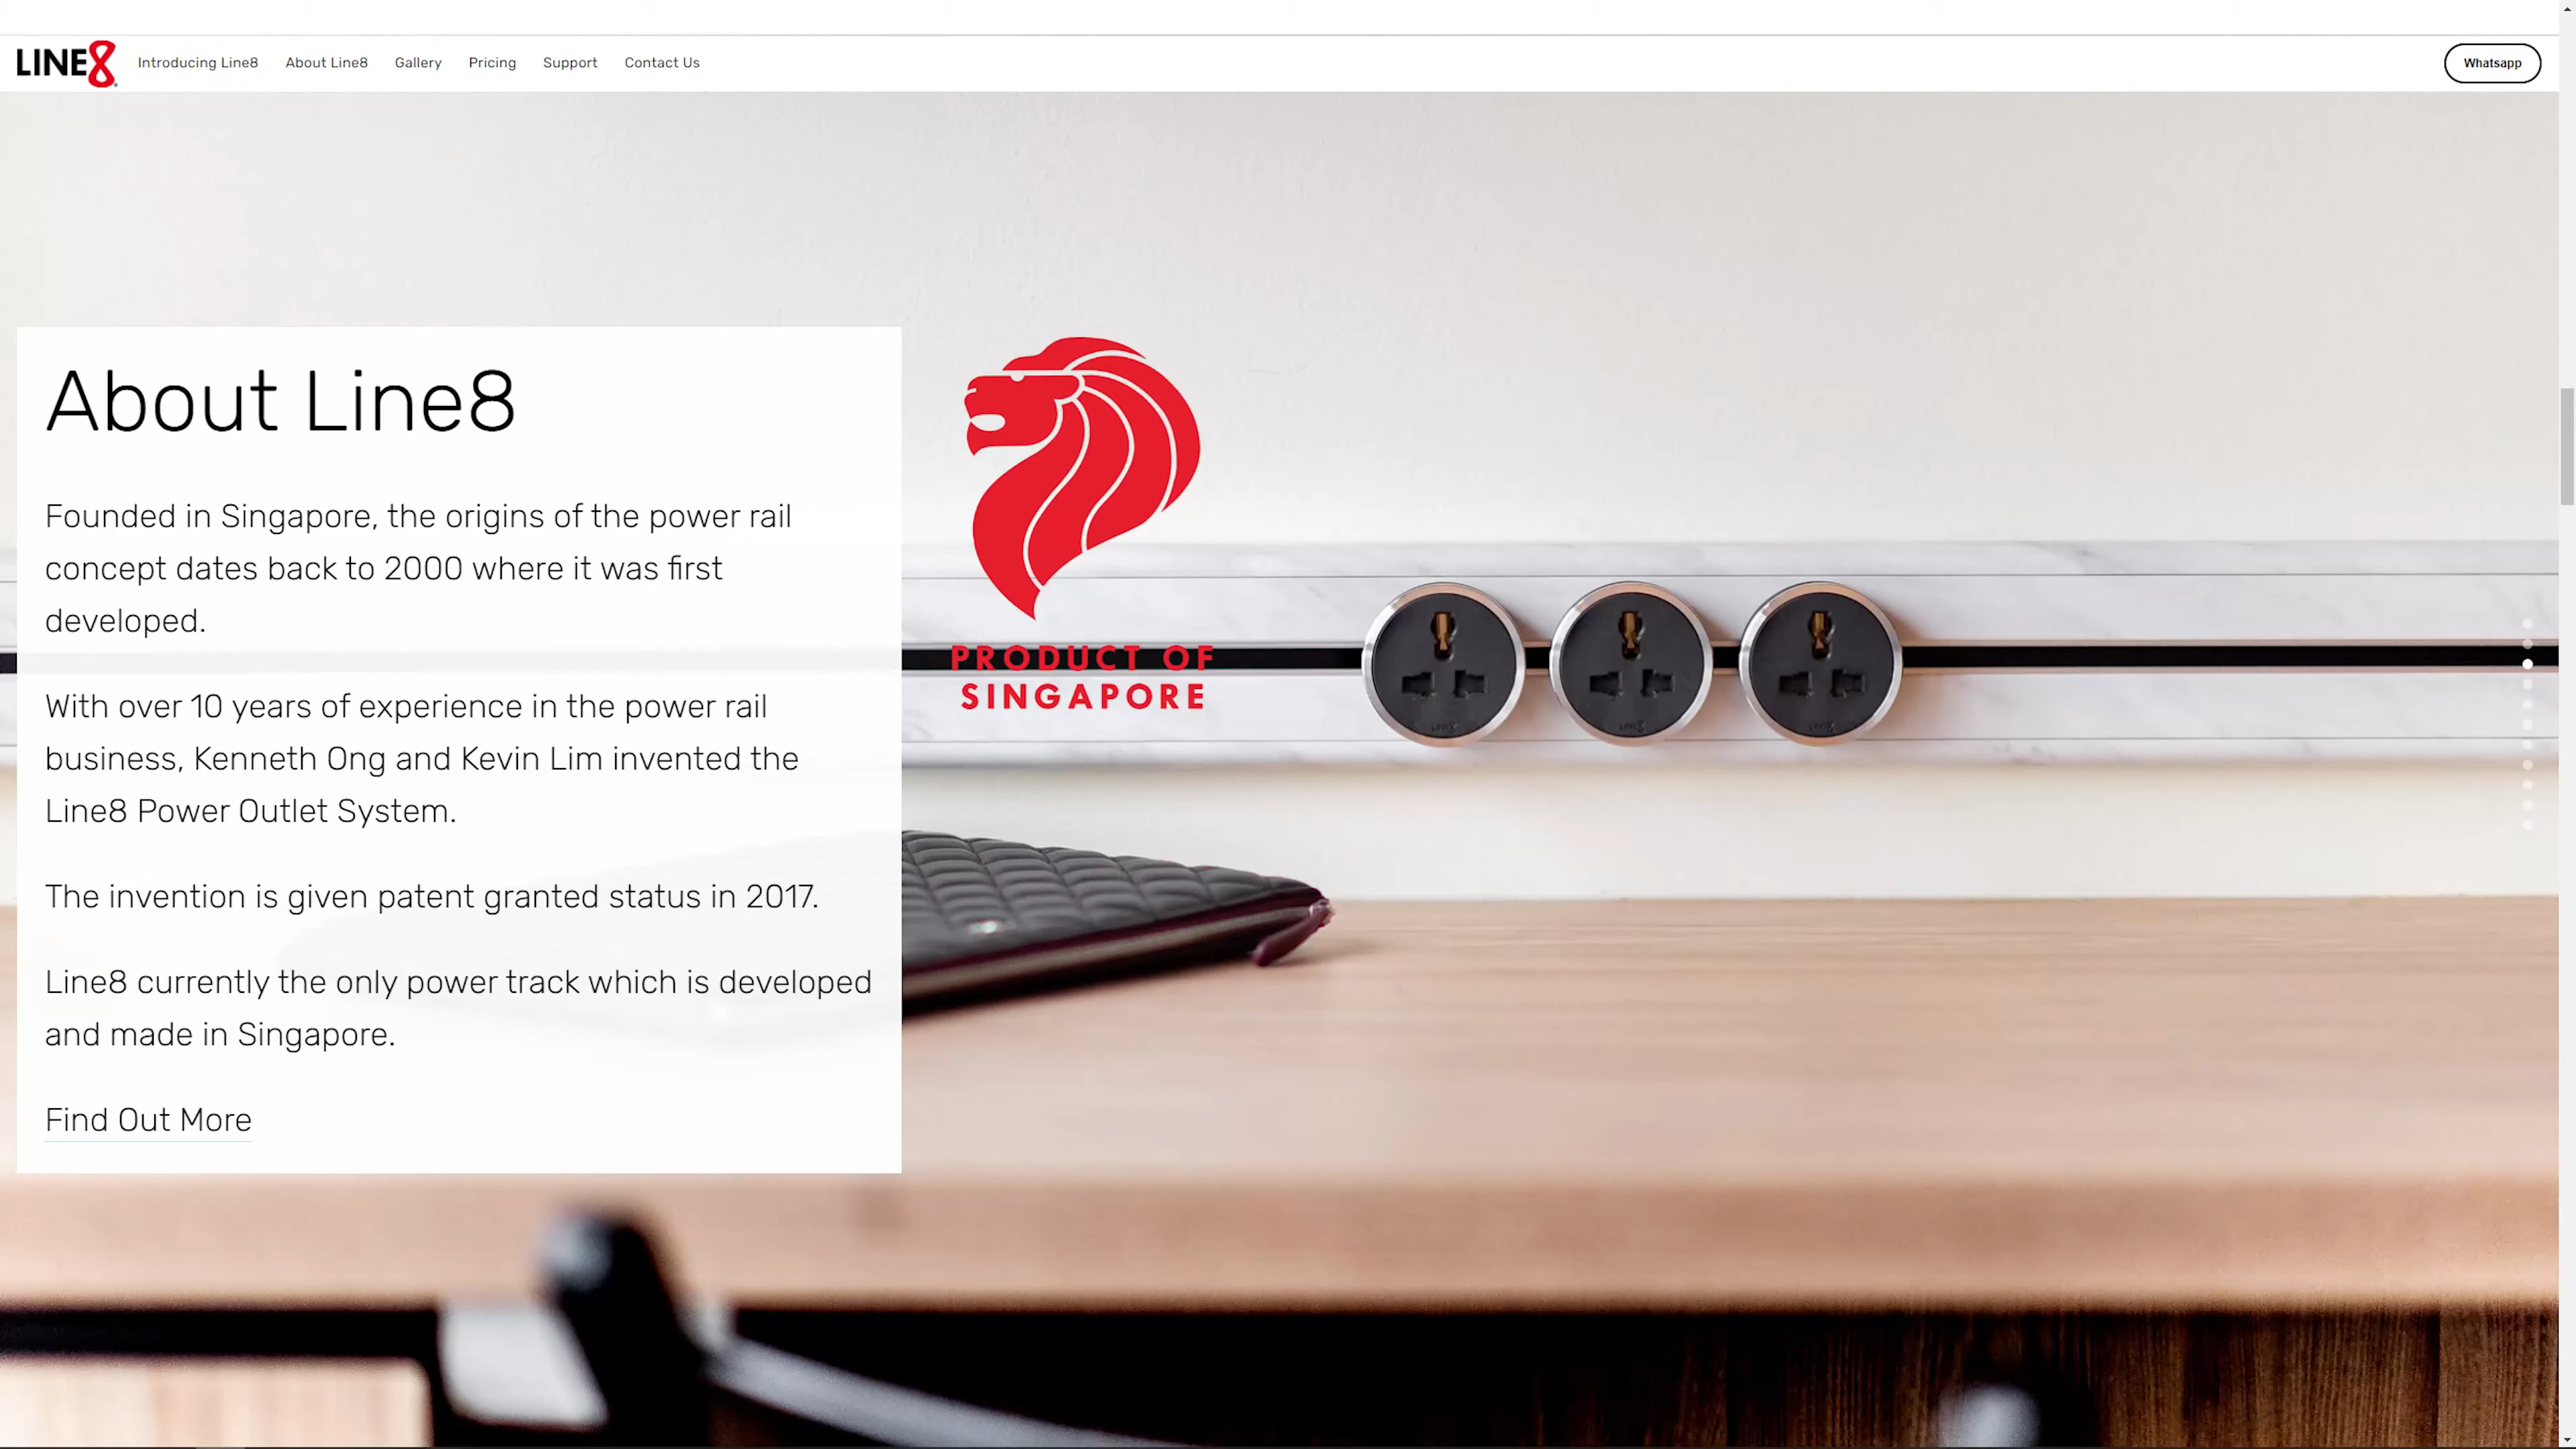 LINE8
Introducing Line8
About Line8
Gallery
Pricing
Support
Contact Us
Whatsapp
About Line8
Founded in Singapore, the origins of the power rail
concept dates back to 2000 where it was first
developed.
With over 10 years of experience in the power rail
business, Kenneth Ong and Kevin Lim invented the
Line8 Power Outlet System.
The invention is given patent granted status in 2017.
Line8 currently the only power track which is developed
and made in Singapore.
Find Out More
PRODUCT OF
SINGAPORE
LINE8
LINE8
LINE8